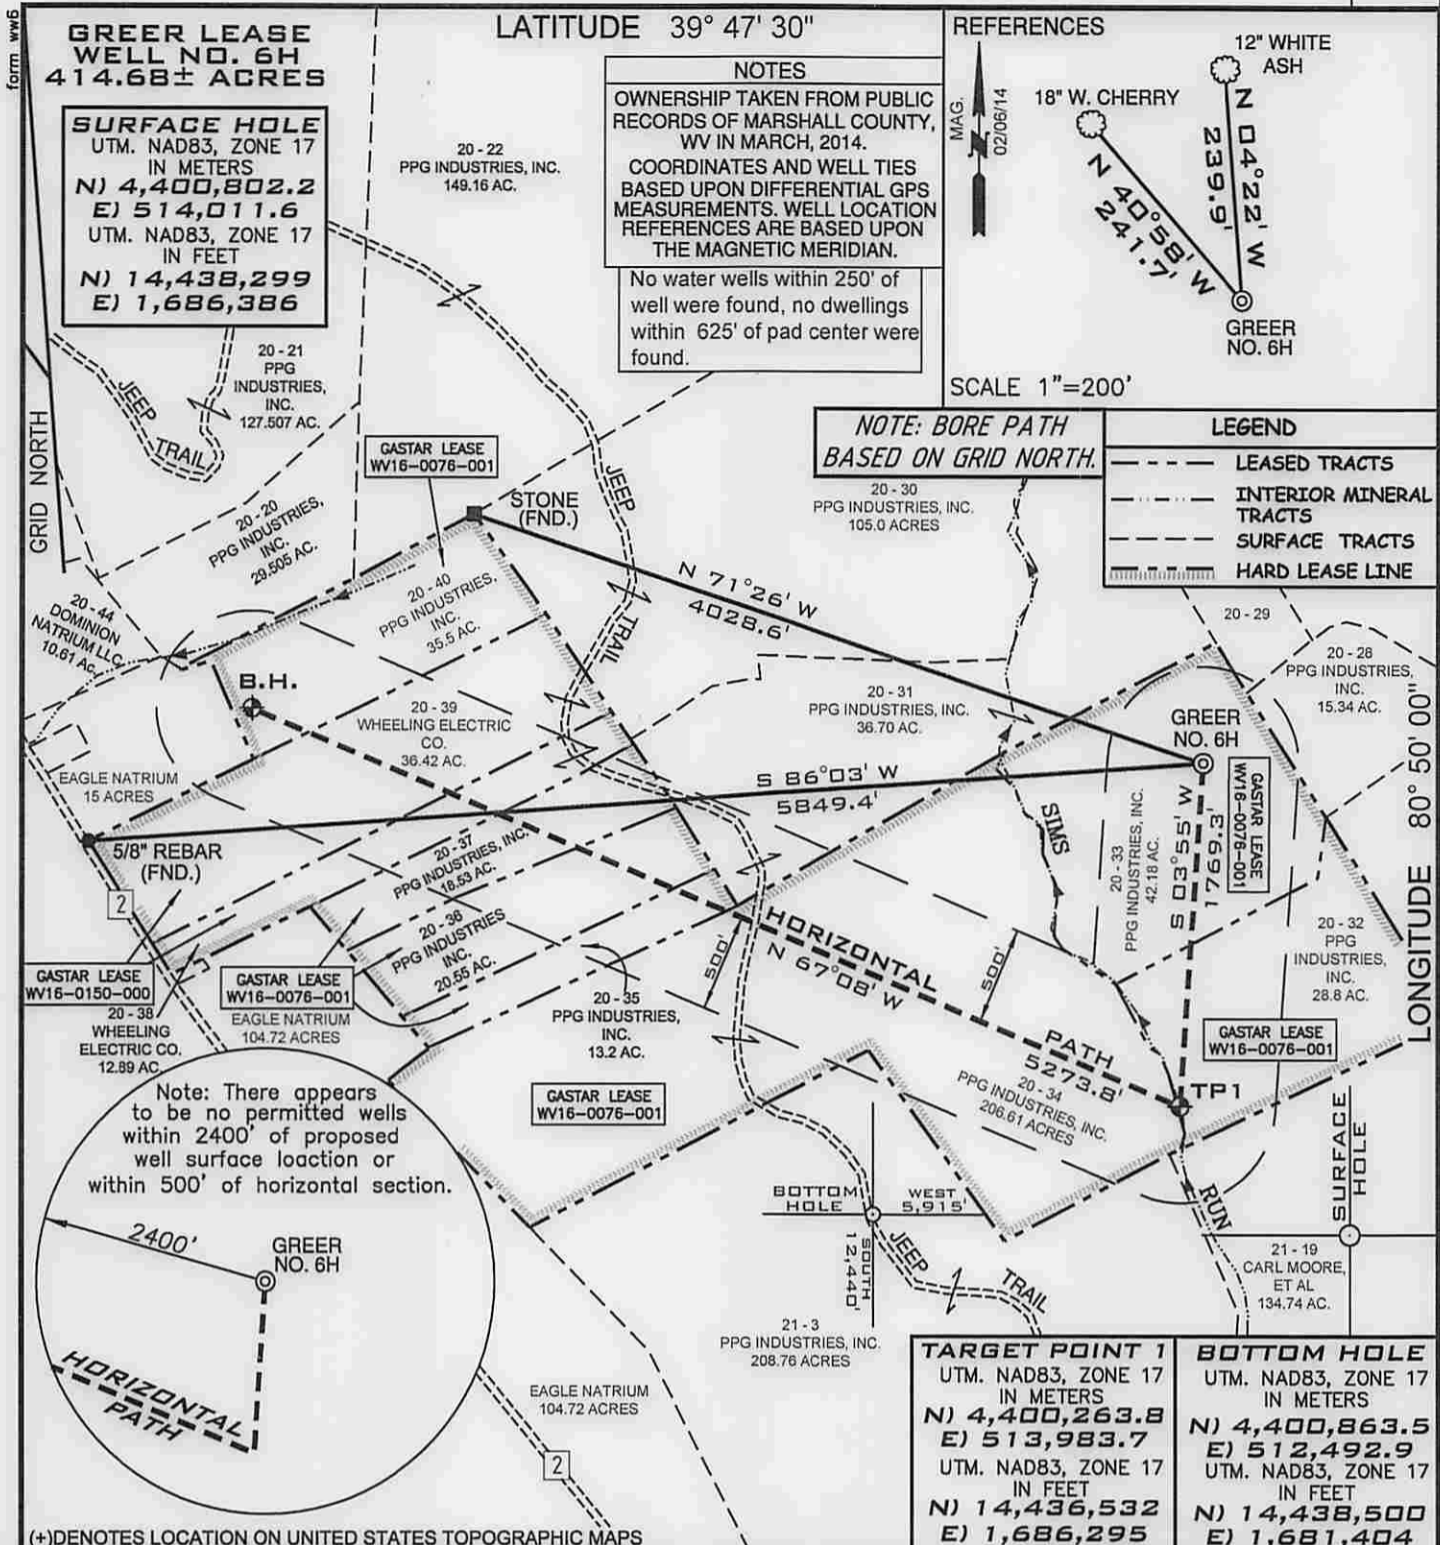 form ww6
GREER LEASE
WELL NO. 6H
414.68± ACRES
SURFACE HOLE
UTM. NAD83, ZONE 17
IN METERS
N) 4,400,802.2
E) 514,011.6
UTM. NAD83, ZONE 17
IN FEET
N) 14,438,299
E) 1,686,386
LATITUDE 39° 47' 30"
NOTES
OWNERSHIP TAKEN FROM PUBLIC
RECORDS OF MARSHALL COUNTY,
WV IN MARCH, 2014.
COORDINATES AND WELL TIES
BASED UPON DIFFERENTIAL GPS
MEASUREMENTS. WELL LOCATION
REFERENCES ARE BASED UPON
THE MAGNETIC MERIDIAN.
No water wells within 250' of
well were found, no dwellings
within 625' of pad center were
found.
REFERENCES
MAG.
02/06/14
12" WHITE
ASH
18" W. CHERRY
N 04°22' W
239.9'
N 40°58' W
241.7'
GREER
NO. 6H
SCALE 1"=200'
NOTE: BORE PATH
BASED ON GRID NORTH.
LEGEND
LEASED TRACTS
INTERIOR MINERAL
TRACTS
SURFACE TRACTS
HARD LEASE LINE
20 - 22
PPG INDUSTRIES, INC.
149.16 AC.
20 - 21
PPG
INDUSTRIES,
INC.
127.507 AC.
JEEP
TRAIL
GRID NORTH
GASTAR LEASE
WV16-0076-001
STONE
(FND.)
JEEP
TRAIL
20 - 20
PPG INDUSTRIES,
INC.
29.505 AC.
20 - 30
PPG INDUSTRIES, INC.
105.0 ACRES
20 - 44
DOMINION
NATRIUM LLC
10.61 AC.
20 - 40
PPG INDUSTRIES,
INC.
35.5 AC.
N 71°26' W
4028.6'
20 - 29
20 - 28
PPG INDUSTRIES,
INC.
15.34 AC.
B.H.
20 - 39
WHEELING ELECTRIC
CO.
36.42 AC.
20 - 31
PPG INDUSTRIES, INC.
36.70 AC.
GREER
NO. 6H
LONGITUDE 80° 50' 00"
EAGLE NATRIUM
15 ACRES
S 86°03' W
5849.4'
GASTAR LEASE
WV16-0076-001
SIMS
20 - 33
PPG INDUSTRIES, INC.
42.18 AC.
S 03°55' W
1769.3'
5/8" REBAR
(FND.)
2
20 - 37
PPG INDUSTRIES, INC.
18.53 AC.
20 - 36
PPG INDUSTRIES
INC.
20.55 AC.
500'
HORIZONTAL
N 67°08' W
500'
PATH
5273.8'
20 - 32
PPG
INDUSTRIES,
INC.
28.8 AC.
GASTAR LEASE
WV16-0150-000
GASTAR LEASE
WV16-0076-001
20 - 38
WHEELING
ELECTRIC CO.
12.89 AC.
EAGLE NATRIUM
104.72 ACRES
20 - 35
PPG INDUSTRIES,
INC.
13.2 AC.
GASTAR LEASE
WV16-0076-001
GASTAR LEASE
WV16-0076-001
20 - 34
PPG INDUSTRIES, INC.
206.61 ACRES
TP1
Note: There appears
to be no permitted wells
within 2400' of proposed
well surface loaction or
within 500' of horizontal section.
2400'
GREER
NO. 6H
HORIZONTAL
PATH
BOTTOM
HOLE
WEST
5,915'
SOUTH
12,440'
JEEP
TRAIL
RUN
SURFACE
HOLE
21 - 19
CARL MOORE,
ET AL
134.74 AC.
21 - 3
PPG INDUSTRIES, INC.
208.76 ACRES
EAGLE NATRIUM
104.72 ACRES
2
TARGET POINT 1
UTM. NAD83, ZONE 17
IN METERS
N) 4,400,263.8
E) 513,983.7
UTM. NAD83, ZONE 17
IN FEET
N) 14,436,532
E) 1,686,295
BOTTOM HOLE
UTM. NAD83, ZONE 17
IN METERS
N) 4,400,863.5
E) 512,492.9
UTM. NAD83, ZONE 17
IN FEET
N) 14,438,500
E) 1,681,404
(+)DENOTES LOCATION ON UNITED STATES TOPOGRAPHIC MAPS